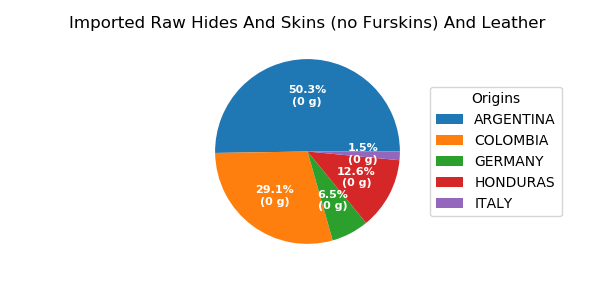 Imported Raw Hides And Skins (no Furskins) And Leather
50.3%
(0 g)
29.1%
(0 g)
6.5%
(0 g)
12.6%
(0 g)
1.5%
(0 g)
Origins
ARGENTINA
COLOMBIA
GERMANY
HONDURAS
ITALY